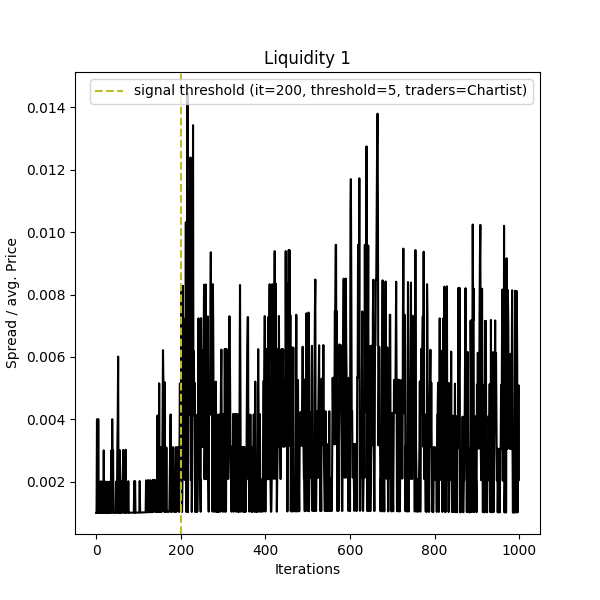 Liquidity 1
signal threshold (it=200, threshold=5, traders=Chartist)
0.014
0.012
0.010
0.008
0.006
0.004
0.002
Spread / avg. Price
0 200 400 600 800 1000
Iterations